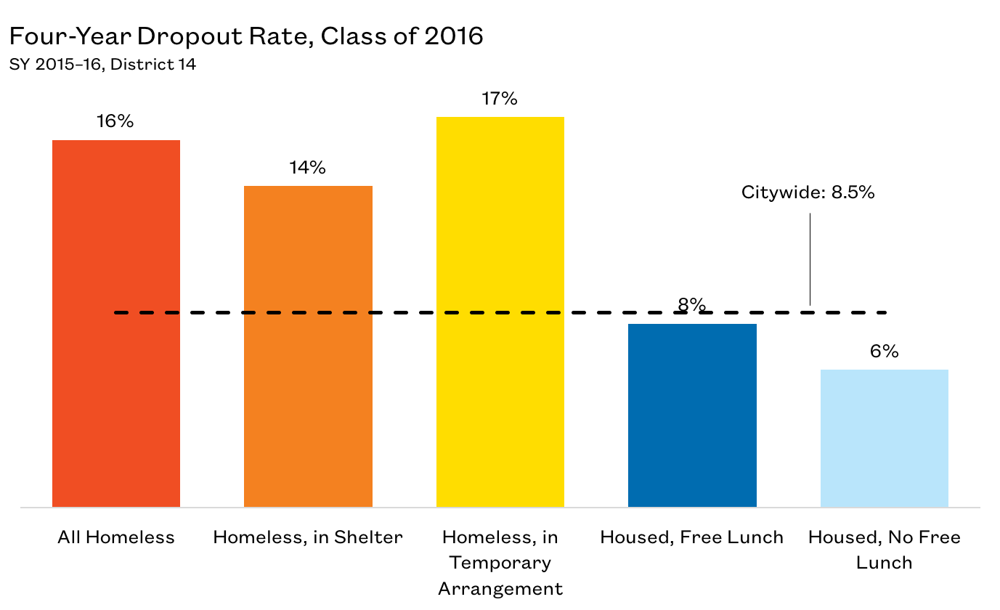 Four-Year Dropout Rate, Class of 2016
SY 2015–16, District 14
17%
16%
14%
Citywide: 8.5%
8%
6%
All Homeless
Homeless, in Shelter
Homeless, in
Temporary
Arrangement
Housed, Free Lunch
Housed, No Free
Lunch